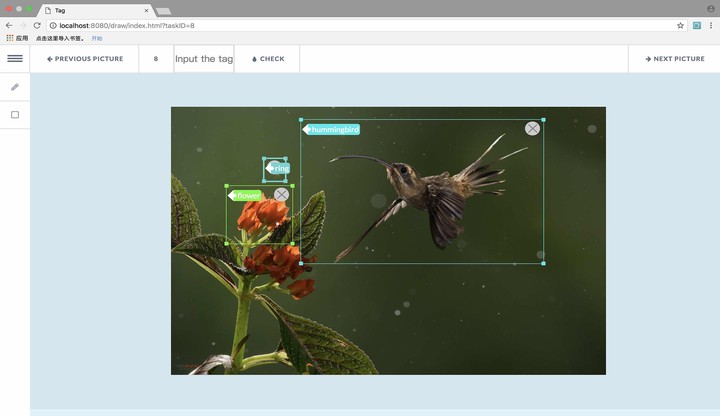 Tag
localhost:8080/draw/index.html?taskID=8
应用 点击这里导入书签。 开始
PREVIOUS PICTURE 8 Input the tag CHECK NEXT PICTURE
hummingbird
ring
flower